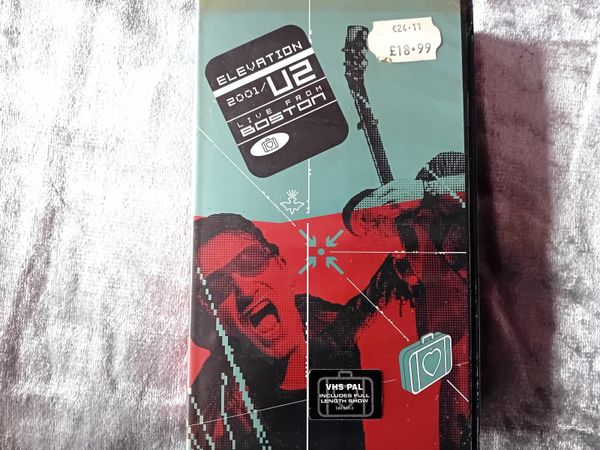 €24·11
£18·99
ELEVATION
2001/U2
LIVE FROM
BOSTON
VHS PAL
INCLUDES FULL
LENGTH SHOW